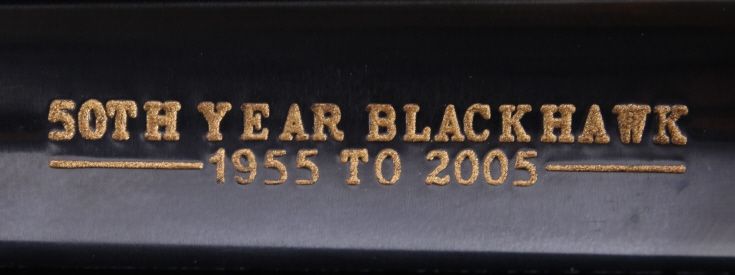 50TH YEAR BLACKHAWK
1955 TO 2005